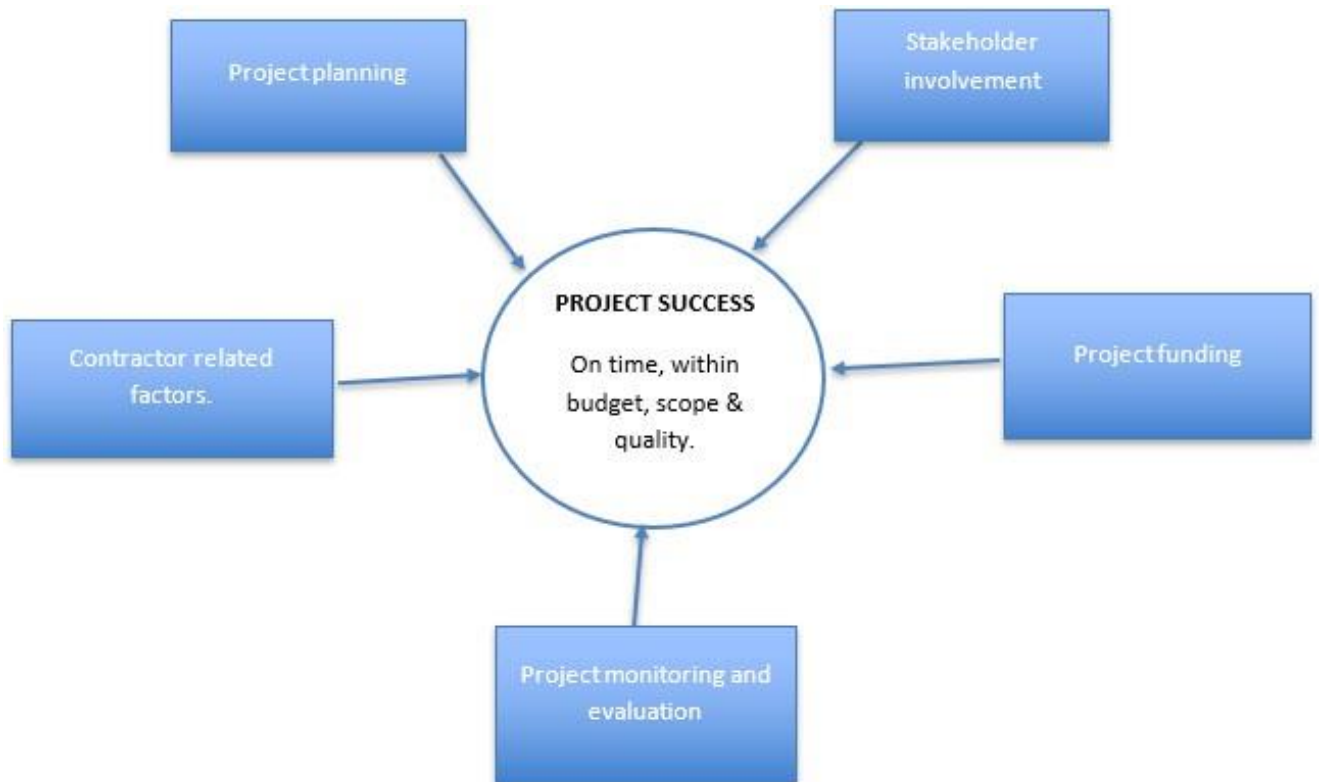 Project planning
Stakeholder
involvement
PROJECT SUCCESS
On time, within
budget, scope &
quality.
Contractor related
factors.
Project funding
Project monitoring and
evaluation